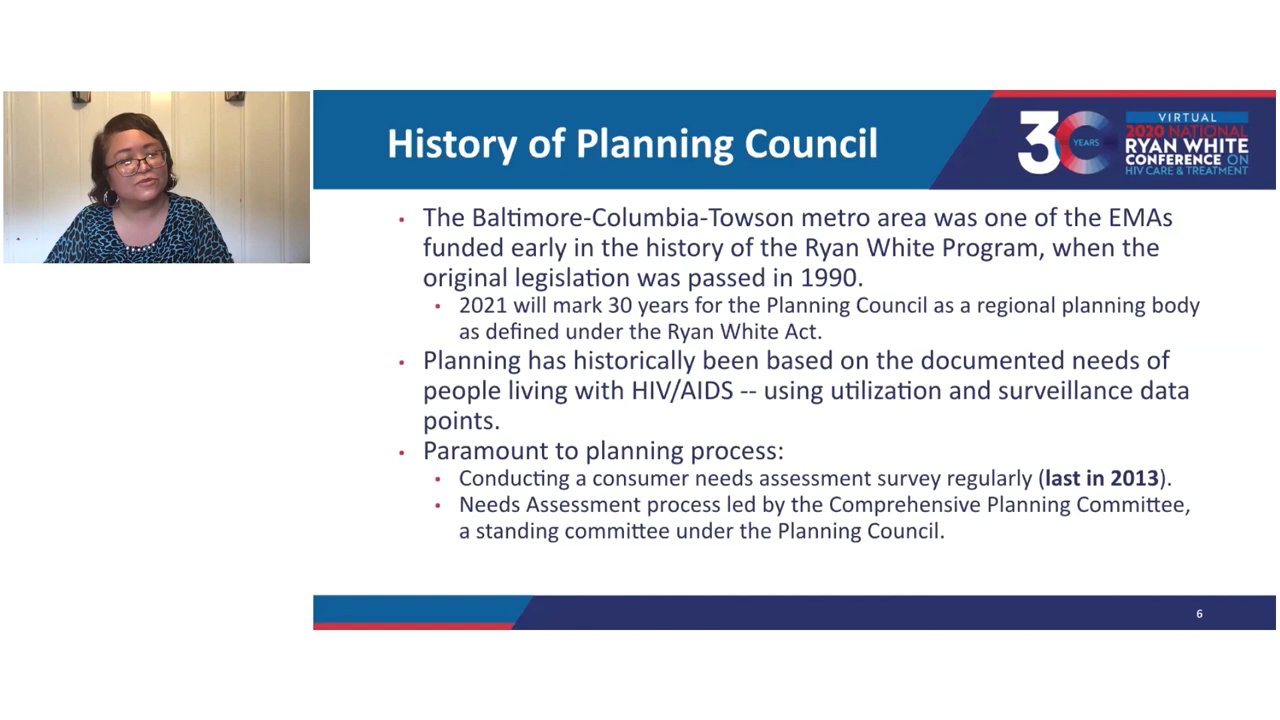 History of Planning Council
30
YEARS
VIRTUAL
2020 NATIONAL
RYAN WHITE
CONFERENCE ON
HIV CARE & TREATMENT
• The Baltimore-Columbia-Towson metro area was one of the EMAs
funded early in the history of the Ryan White Program, when the
original legislation was passed in 1990.
• 2021 will mark 30 years for the Planning Council as a regional planning body
as defined under the Ryan White Act.
• Planning has historically been based on the documented needs of
people living with HIV/AIDS -- using utilization and surveillance data
points.
• Paramount to planning process:
• Conducting a consumer needs assessment survey regularly (last in 2013).
• Needs Assessment process led by the Comprehensive Planning Committee,
a standing committee under the Planning Council.
6